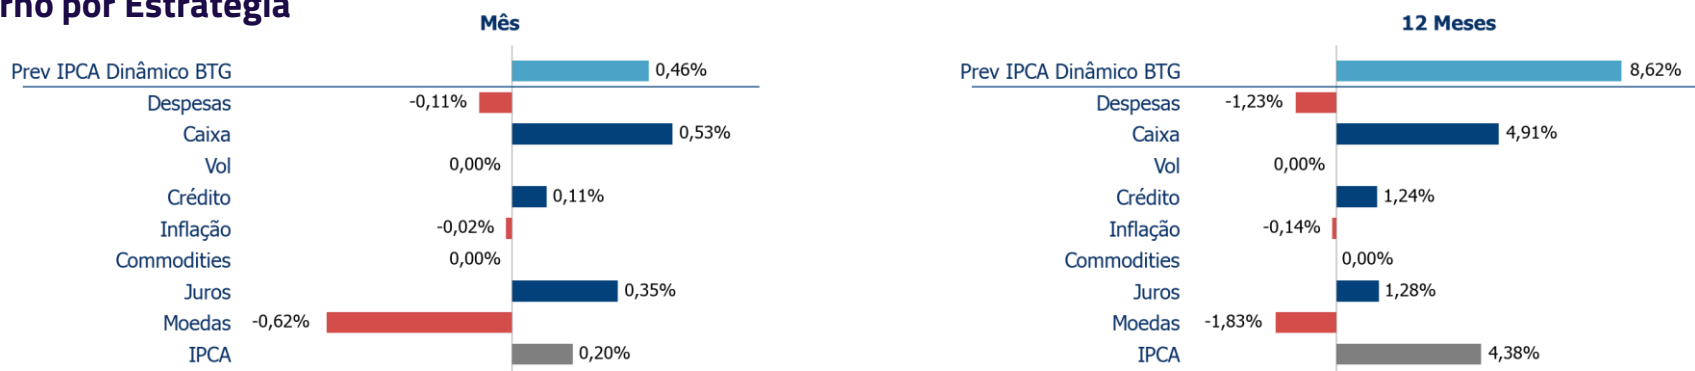 por Estratégia
Mês
Prev IPCA Dinâmico BTG 0,46%
Despesas -0,11%
Caixa 0,53%
Vol 0,00%
Crédito 0,11%
Inflação -0,02%
Commodities 0,00%
Juros 0,35%
Moedas -0,62%
IPCA 0,20%
12 Meses
Prev IPCA Dinâmico BTG 8,62%
Despesas -1,23%
Caixa 4,91%
Vol 0,00%
Crédito 1,24%
Inflação -0,14%
Commodities 0,00%
Juros 1,28%
Moedas -1,83%
IPCA 4,38%